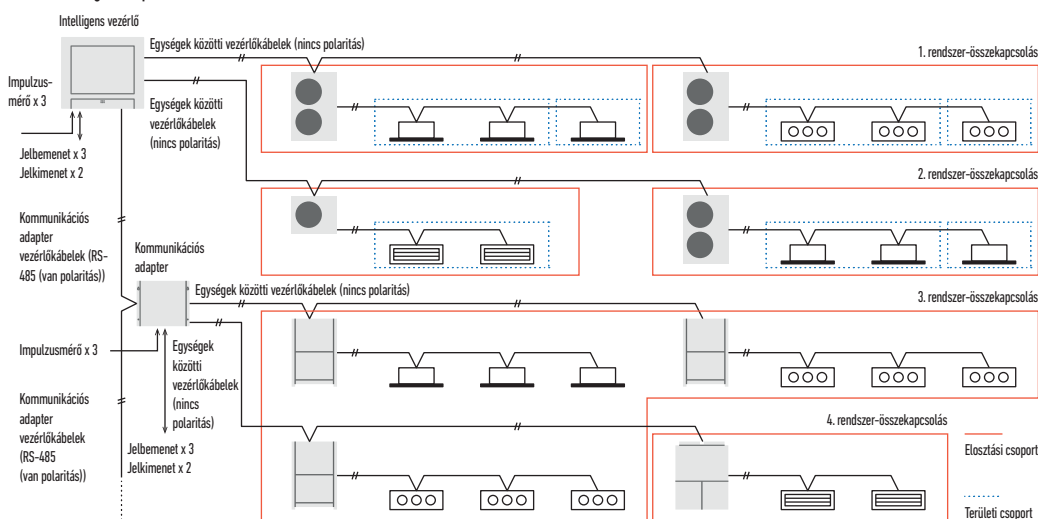 Intelligens vezérlő
Egységek közötti vezérlőkábelek (nincs polaritás)
1. rendszer-összekapcsolás
Impulzus-
mérő x 3
Egységek közötti
vezérlőkábelek
(nincs polaritás)
Jelbemenet x 3
Jelkimenet x 2
2. rendszer-összekapcsolás
Kommunikációs
adapter
vezérlőkábelek (RS-
485 (van polaritás))
Kommunikációs
adapter
Egységek közötti vezérlőkábelek (nincs polaritás)
3. rendszer-összekapcsolás
Impulzusmérő x 3
Egységek
közötti
vezérlőkábelek
(nincs
polaritás)
Kommunikációs
adapter
vezérlőkábelek
(RS-485
(van polaritás))
Jelbemenet x 3
Jelkimenet x 2
4. rendszer-összekapcsolás
Elosztási csoport
Területi csoport